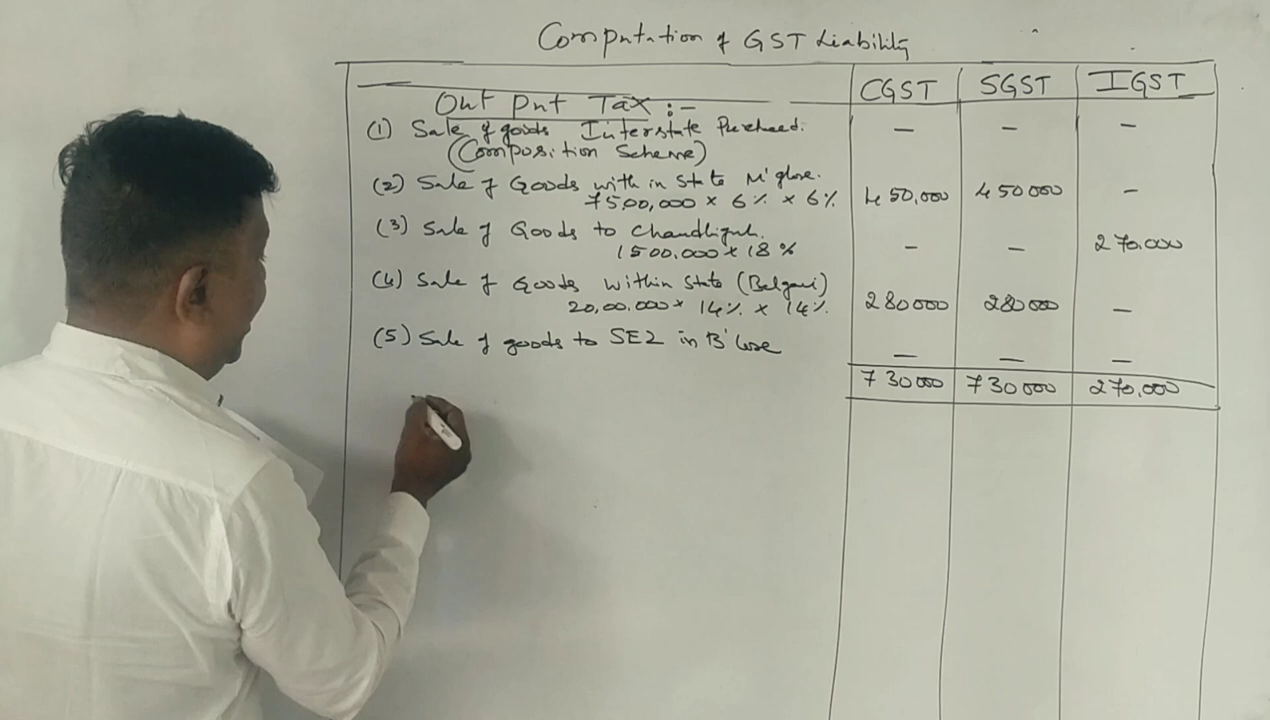 Computation of GST Liability
CGST SGST IGST
Out Put Tax :-
(1) Sale of goods Interstate Purchased. — — —
(Composition Scheme)
(2) Sale of Goods with in State M'glore.
7500,000 × 6% × 6% 450,000 450000 —
(3) Sale of Goods to Chandligah.
1500,000 × 18% — — 270,000
(4) Sale of Goods within State (Belgavi)
20,00,000 × 14% × 14% 280000 280000 —
(5) Sale of goods to SEZ in B'lore — — —
730000 730000 270,000